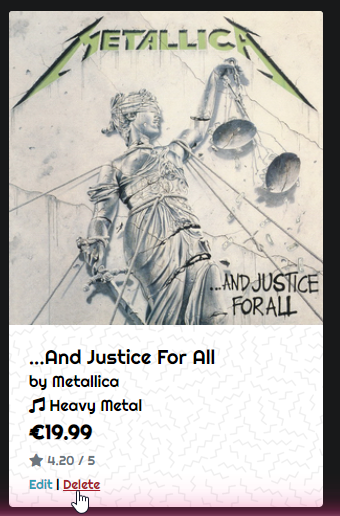 METALLICA
...AND JUSTICE
FOR ALL
...And Justice For All
by Metallica
Heavy Metal
€19.99
4.20 / 5
Edit | Delete